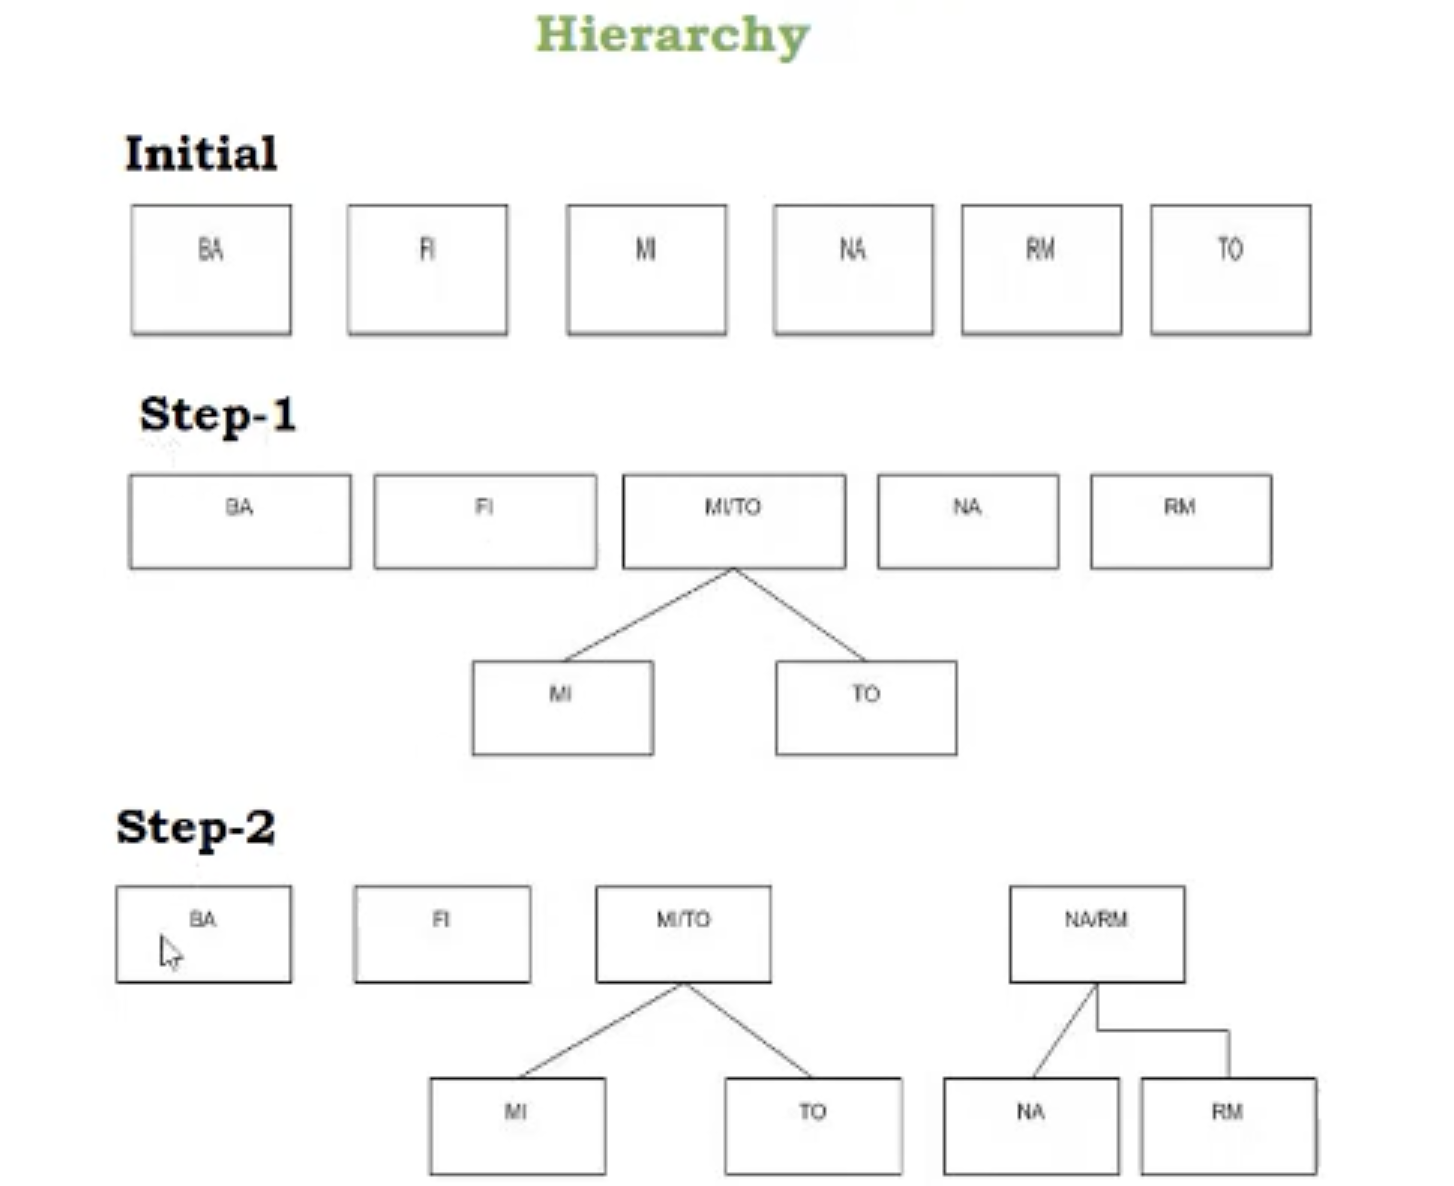 Hierarchy
Initial
BA FI MI NA RM TO
Step-1
BA FI MI/TO NA RM
MI TO
Step-2
BA FI MI/TO NA/RM
MI TO NA RM